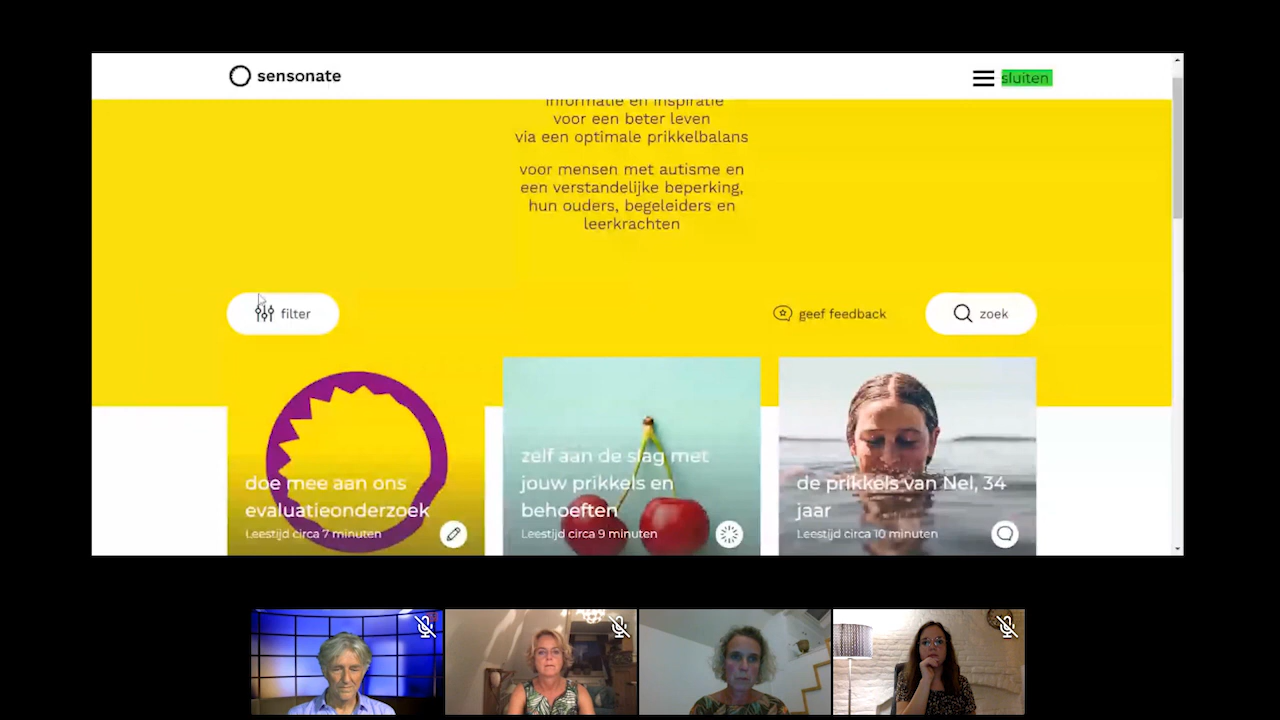 sensonate
sluiten
informatie en inspiratie
voor een beter leven
via een optimale prikkelbalans
voor mensen met autisme en
een verstandelijke beperking,
hun ouders, begeleiders en
leerkrachten
filter
geef feedback
zoek
doe mee aan ons
evaluatieonderzoek
Leestijd circa 7 minuten
zelf aan de slag met
jouw prikkels en
behoeften
Leestijd circa 9 minuten
de prikkels van Nel, 34
jaar
Leestijd circa 10 minuten